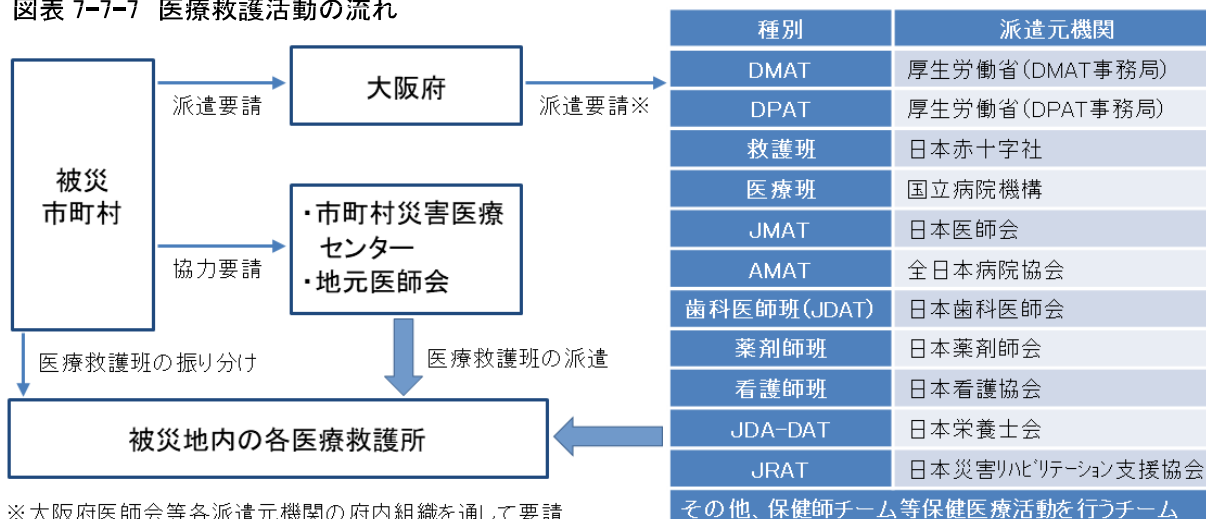 図表 7-7-7 医療救護活動の流れ
被災
市町村
派遣要請
大阪府
派遣要請※
協力要請
・市町村災害医療
センター
・地元医師会
医療救護班の振り分け
医療救護班の派遣
被災地内の各医療救護所
※大阪府医師会等各派遣元機関の府内組織を通して要請
種別 派遣元機関
DMAT 厚生労働省(DMAT事務局)
DPAT 厚生労働省(DPAT事務局)
救護班 日本赤十字社
医療班 国立病院機構
JMAT 日本医師会
AMAT 全日本病院協会
歯科医師班(JDAT) 日本歯科医師会
薬剤師班 日本薬剤師会
看護師班 日本看護協会
JDA-DAT 日本栄養士会
JRAT 日本災害ﾘﾊﾋﾞﾘﾃｰｼｮﾝ支援協会
その他、保健師チーム等保健医療活動を行うチーム